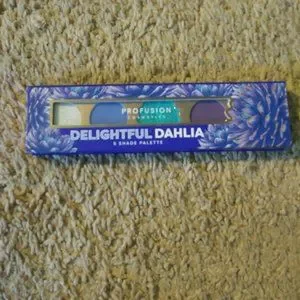 PROFUSION
COSMETICS
DELIGHTFUL DAHLIA
5 SHADE PALETTE